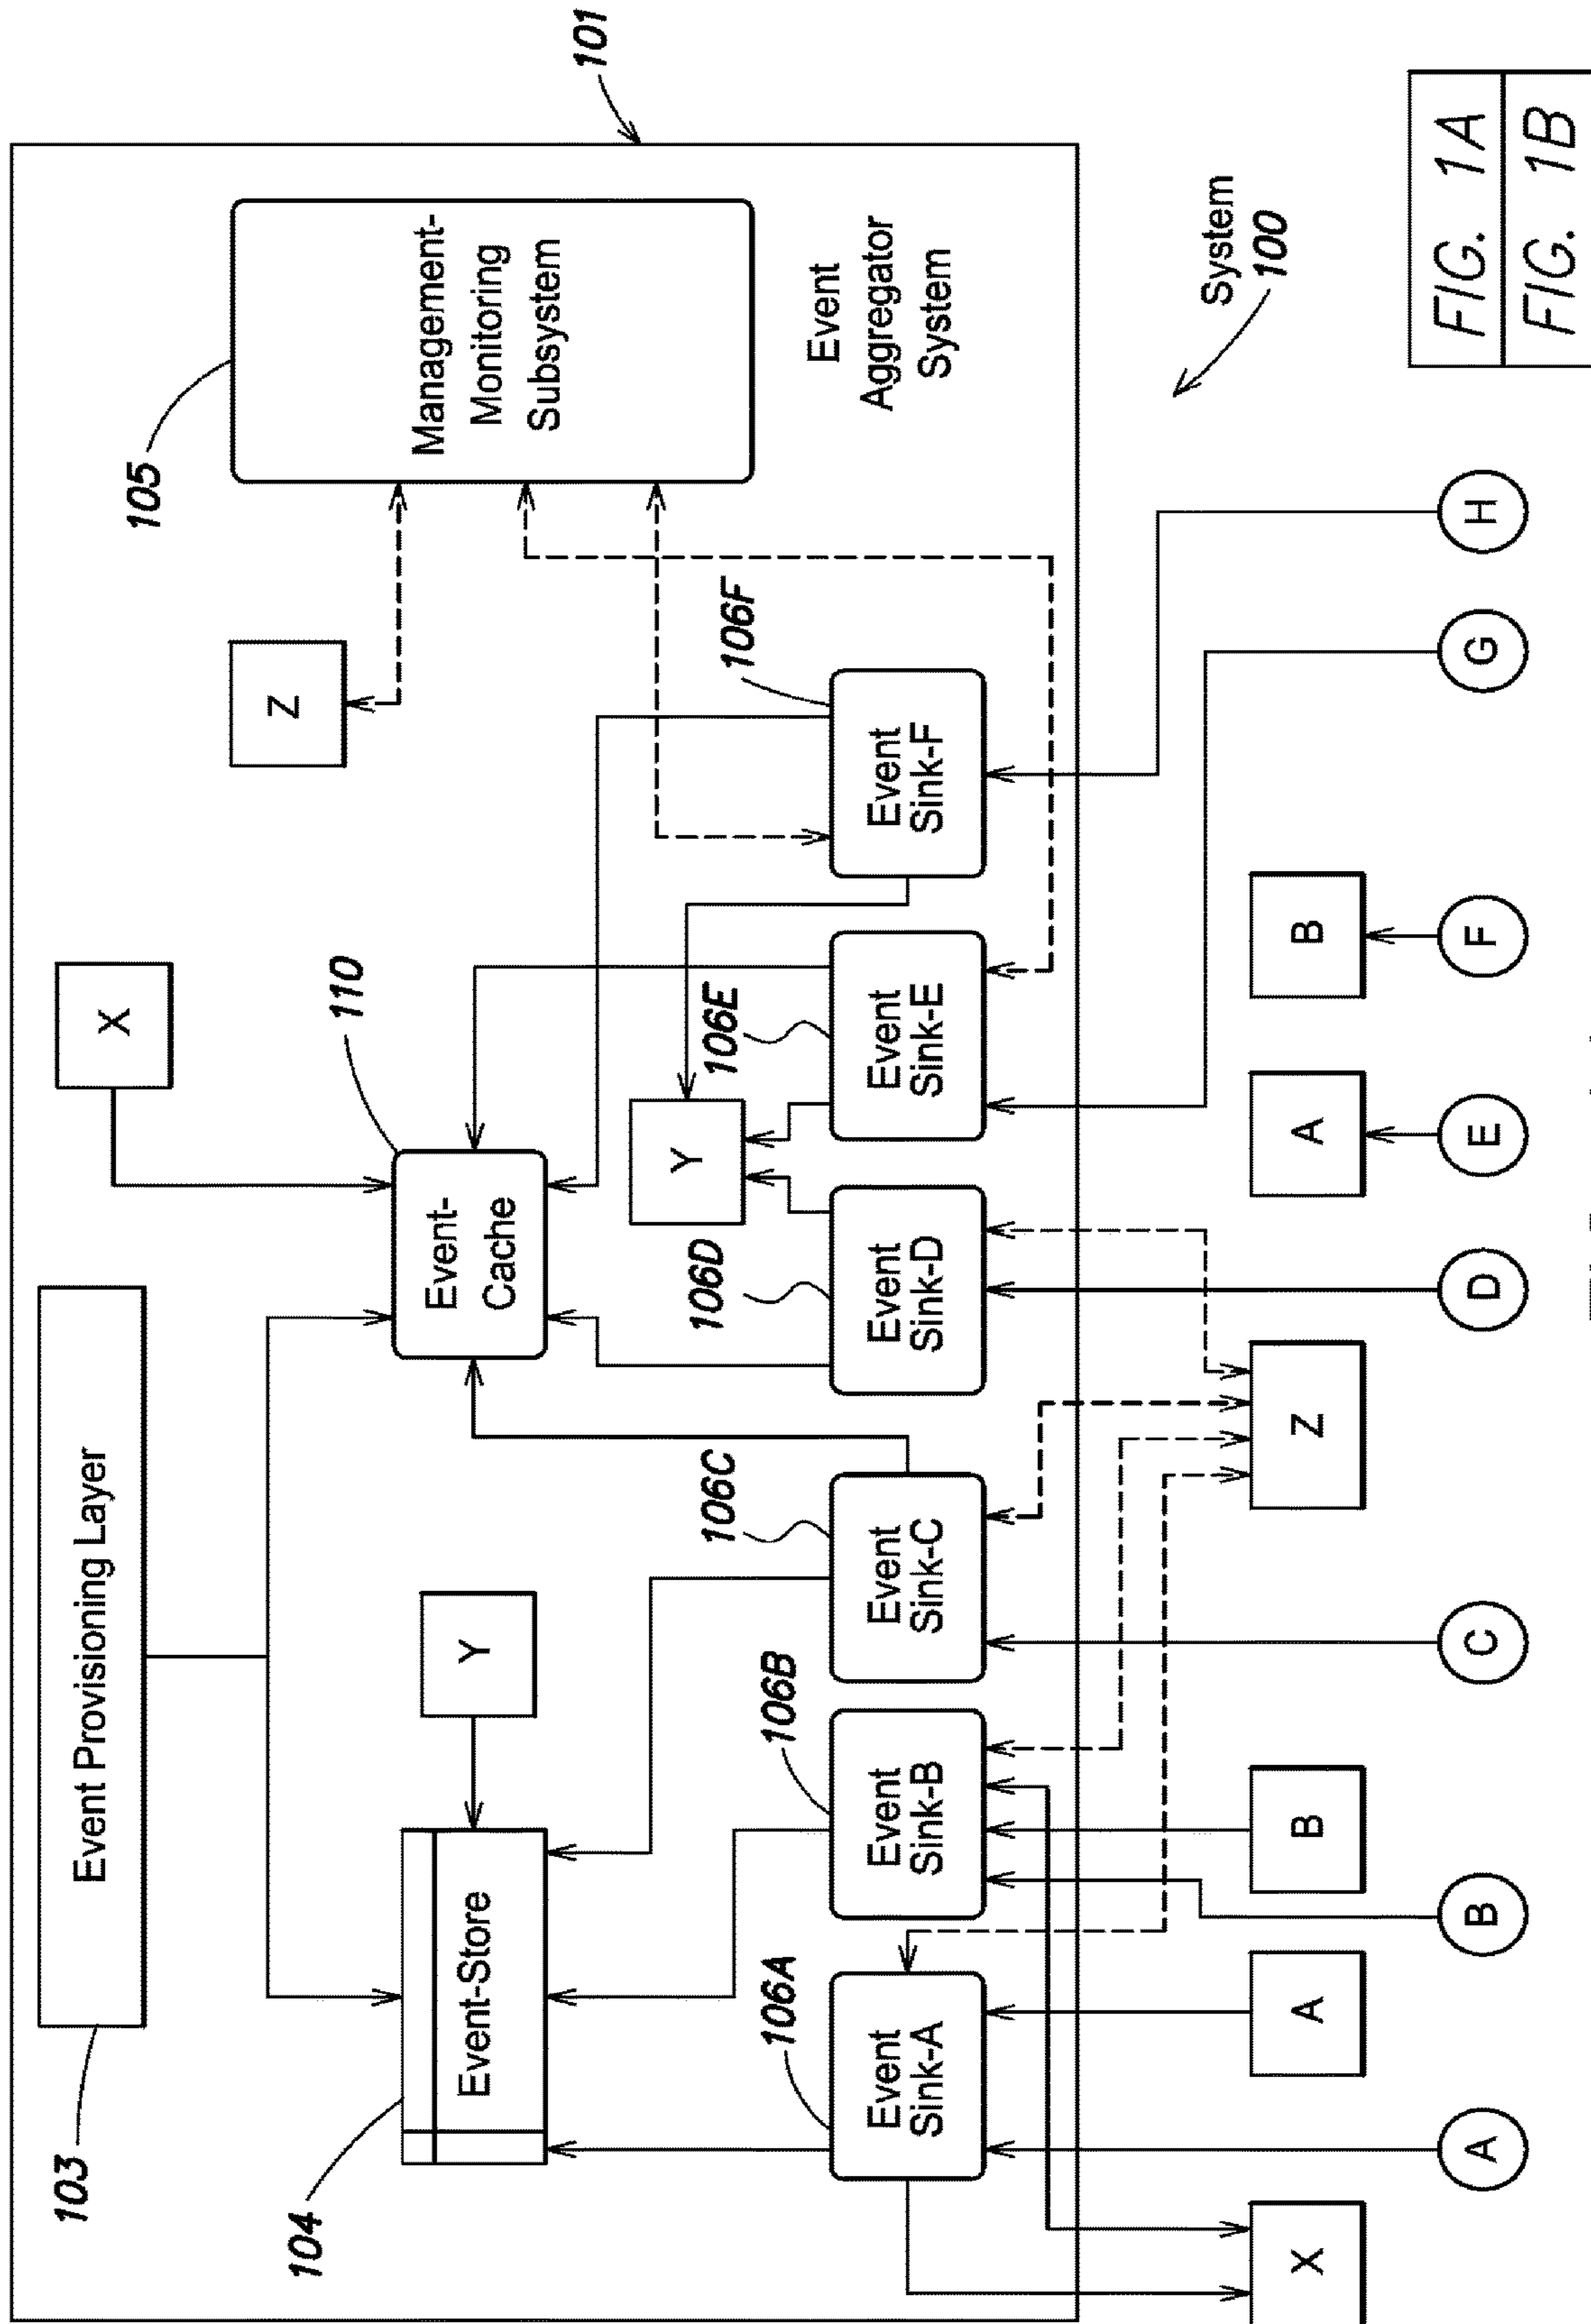 103
Event Provisioning Layer
X
104
Event-Store
Y
Event-
Cache
110
Z
105
Management-
Monitoring
Subsystem
101
Y
106A
Event
Sink-A
106B
Event
Sink-B
106C
Event
Sink-C
106D
Event
Sink-D
106E
Event
Sink-E
106F
Event
Sink-F
Event
Aggregator
System
X
A
B
Z
A
B
System
100
A
B
C
D
E
F
G
H
FIG. 1A
FIG. 1B